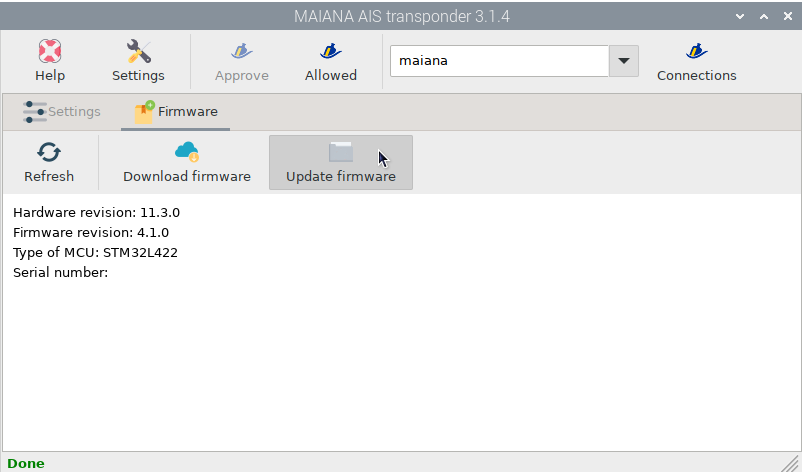 MAIANA AIS transponder 3.1.4
Help Settings Approve Allowed maiana Connections
Settings Firmware
Refresh Download firmware Update firmware
Hardware revision: 11.3.0
Firmware revision: 4.1.0
Type of MCU: STM32L422
Serial number:
Done